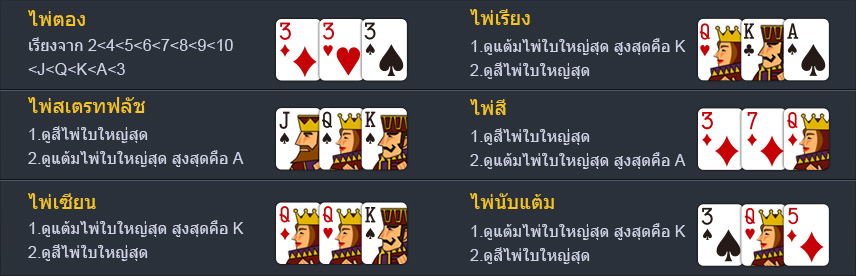 ไพ่ตอง
เรียงจาก 2<4<5<6<7<8<9<10
<J<Q<K<A<3
3 3 3
ไพ่เรียง
1.ดูแต้มไพ่ใบใหญ่สุด สูงสุดคือ K
2.ดูสีไพ่ใบใหญ่สุด
Q K A
ไพ่สเตรทฟลัช
1.ดูสีไพ่ใบใหญ่สุด
2.ดูแต้มไพ่ใบใหญ่สุด สูงสุดคือ A
J Q K
ไพ่สี
1.ดูสีไพ่ใบใหญ่สุด
2.ดูแต้มไพ่ใบใหญ่สุด สูงสุดคือ A
3 7 Q
ไพ่เซียน
1.ดูแต้มไพ่ใบใหญ่สุด สูงสุดคือ K
2.ดูสีไพ่ใบใหญ่สุด
Q Q K
ไพ่นับแต้ม
1.ดูแต้มไพ่ใบใหญ่สุด สูงสุดคือ K
2.ดูสีไพ่ใบใหญ่สุด
3 Q 5